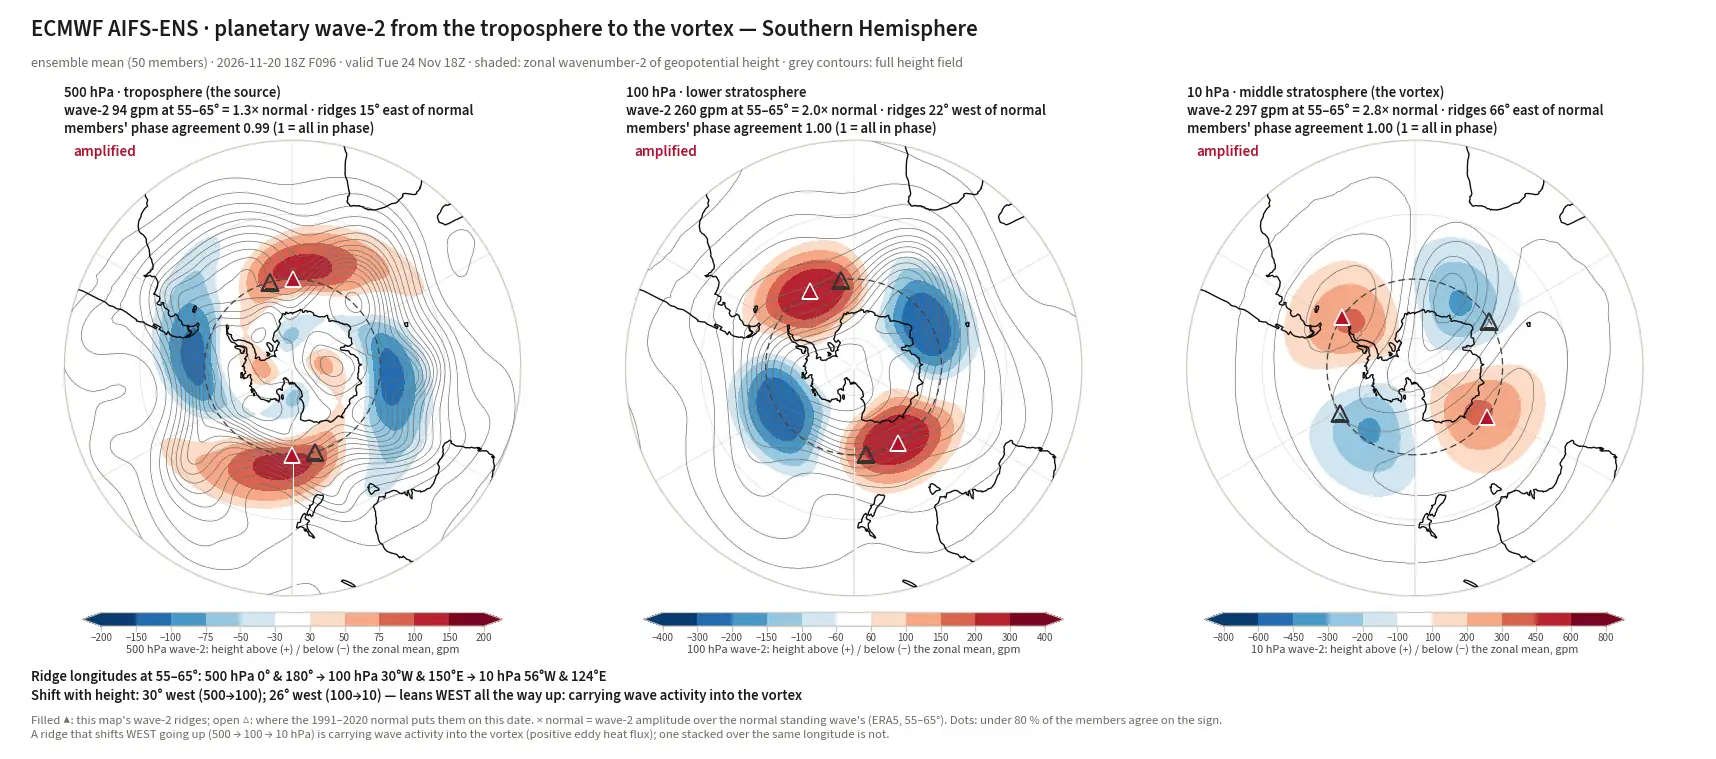 ECMWF AIFS-ENS · planetary wave-2 from the troposphere to the vortex — Southern Hemisphere
ensemble mean (50 members) · 2026-11-20 18Z F096 · valid Tue 24 Nov 18Z · shaded: zonal wavenumber-2 of geopotential height · grey contours: full height field
500 hPa · troposphere (the source)
wave-2 94 gpm at 55–65° = 1.3× normal · ridges 15° east of normal
members' phase agreement 0.99 (1 = all in phase)
amplified
100 hPa · lower stratosphere
wave-2 260 gpm at 55–65° = 2.0× normal · ridges 22° west of normal
members' phase agreement 1.00 (1 = all in phase)
amplified
10 hPa · middle stratosphere (the vortex)
wave-2 297 gpm at 55–65° = 2.8× normal · ridges 66° east of normal
members' phase agreement 1.00 (1 = all in phase)
amplified
−200 −150 −100 −75 −50 −30 30 50 75 100 150 200
500 hPa wave-2: height above (+) / below (−) the zonal mean, gpm
−400 −300 −200 −150 −100 −60 60 100 150 200 300 400
100 hPa wave-2: height above (+) / below (−) the zonal mean, gpm
−800 −600 −450 −300 −200 −100 100 200 300 450 600 800
10 hPa wave-2: height above (+) / below (−) the zonal mean, gpm
Ridge longitudes at 55–65°: 500 hPa 0° & 180° → 100 hPa 30°W & 150°E → 10 hPa 56°W & 124°E
Shift with height: 30° west (500→100); 26° west (100→10) — leans WEST all the way up: carrying wave activity into the vortex
Filled ▲: this map's wave-2 ridges; open △: where the 1991–2020 normal puts them on this date. × normal = wave-2 amplitude over the normal standing wave's (ERA5, 55–65°). Dots: under 80 % of the members agree on the sign.
A ridge that shifts WEST going up (500 → 100 → 10 hPa) is carrying wave activity into the vortex (positive eddy heat flux); one stacked over the same longitude is not.